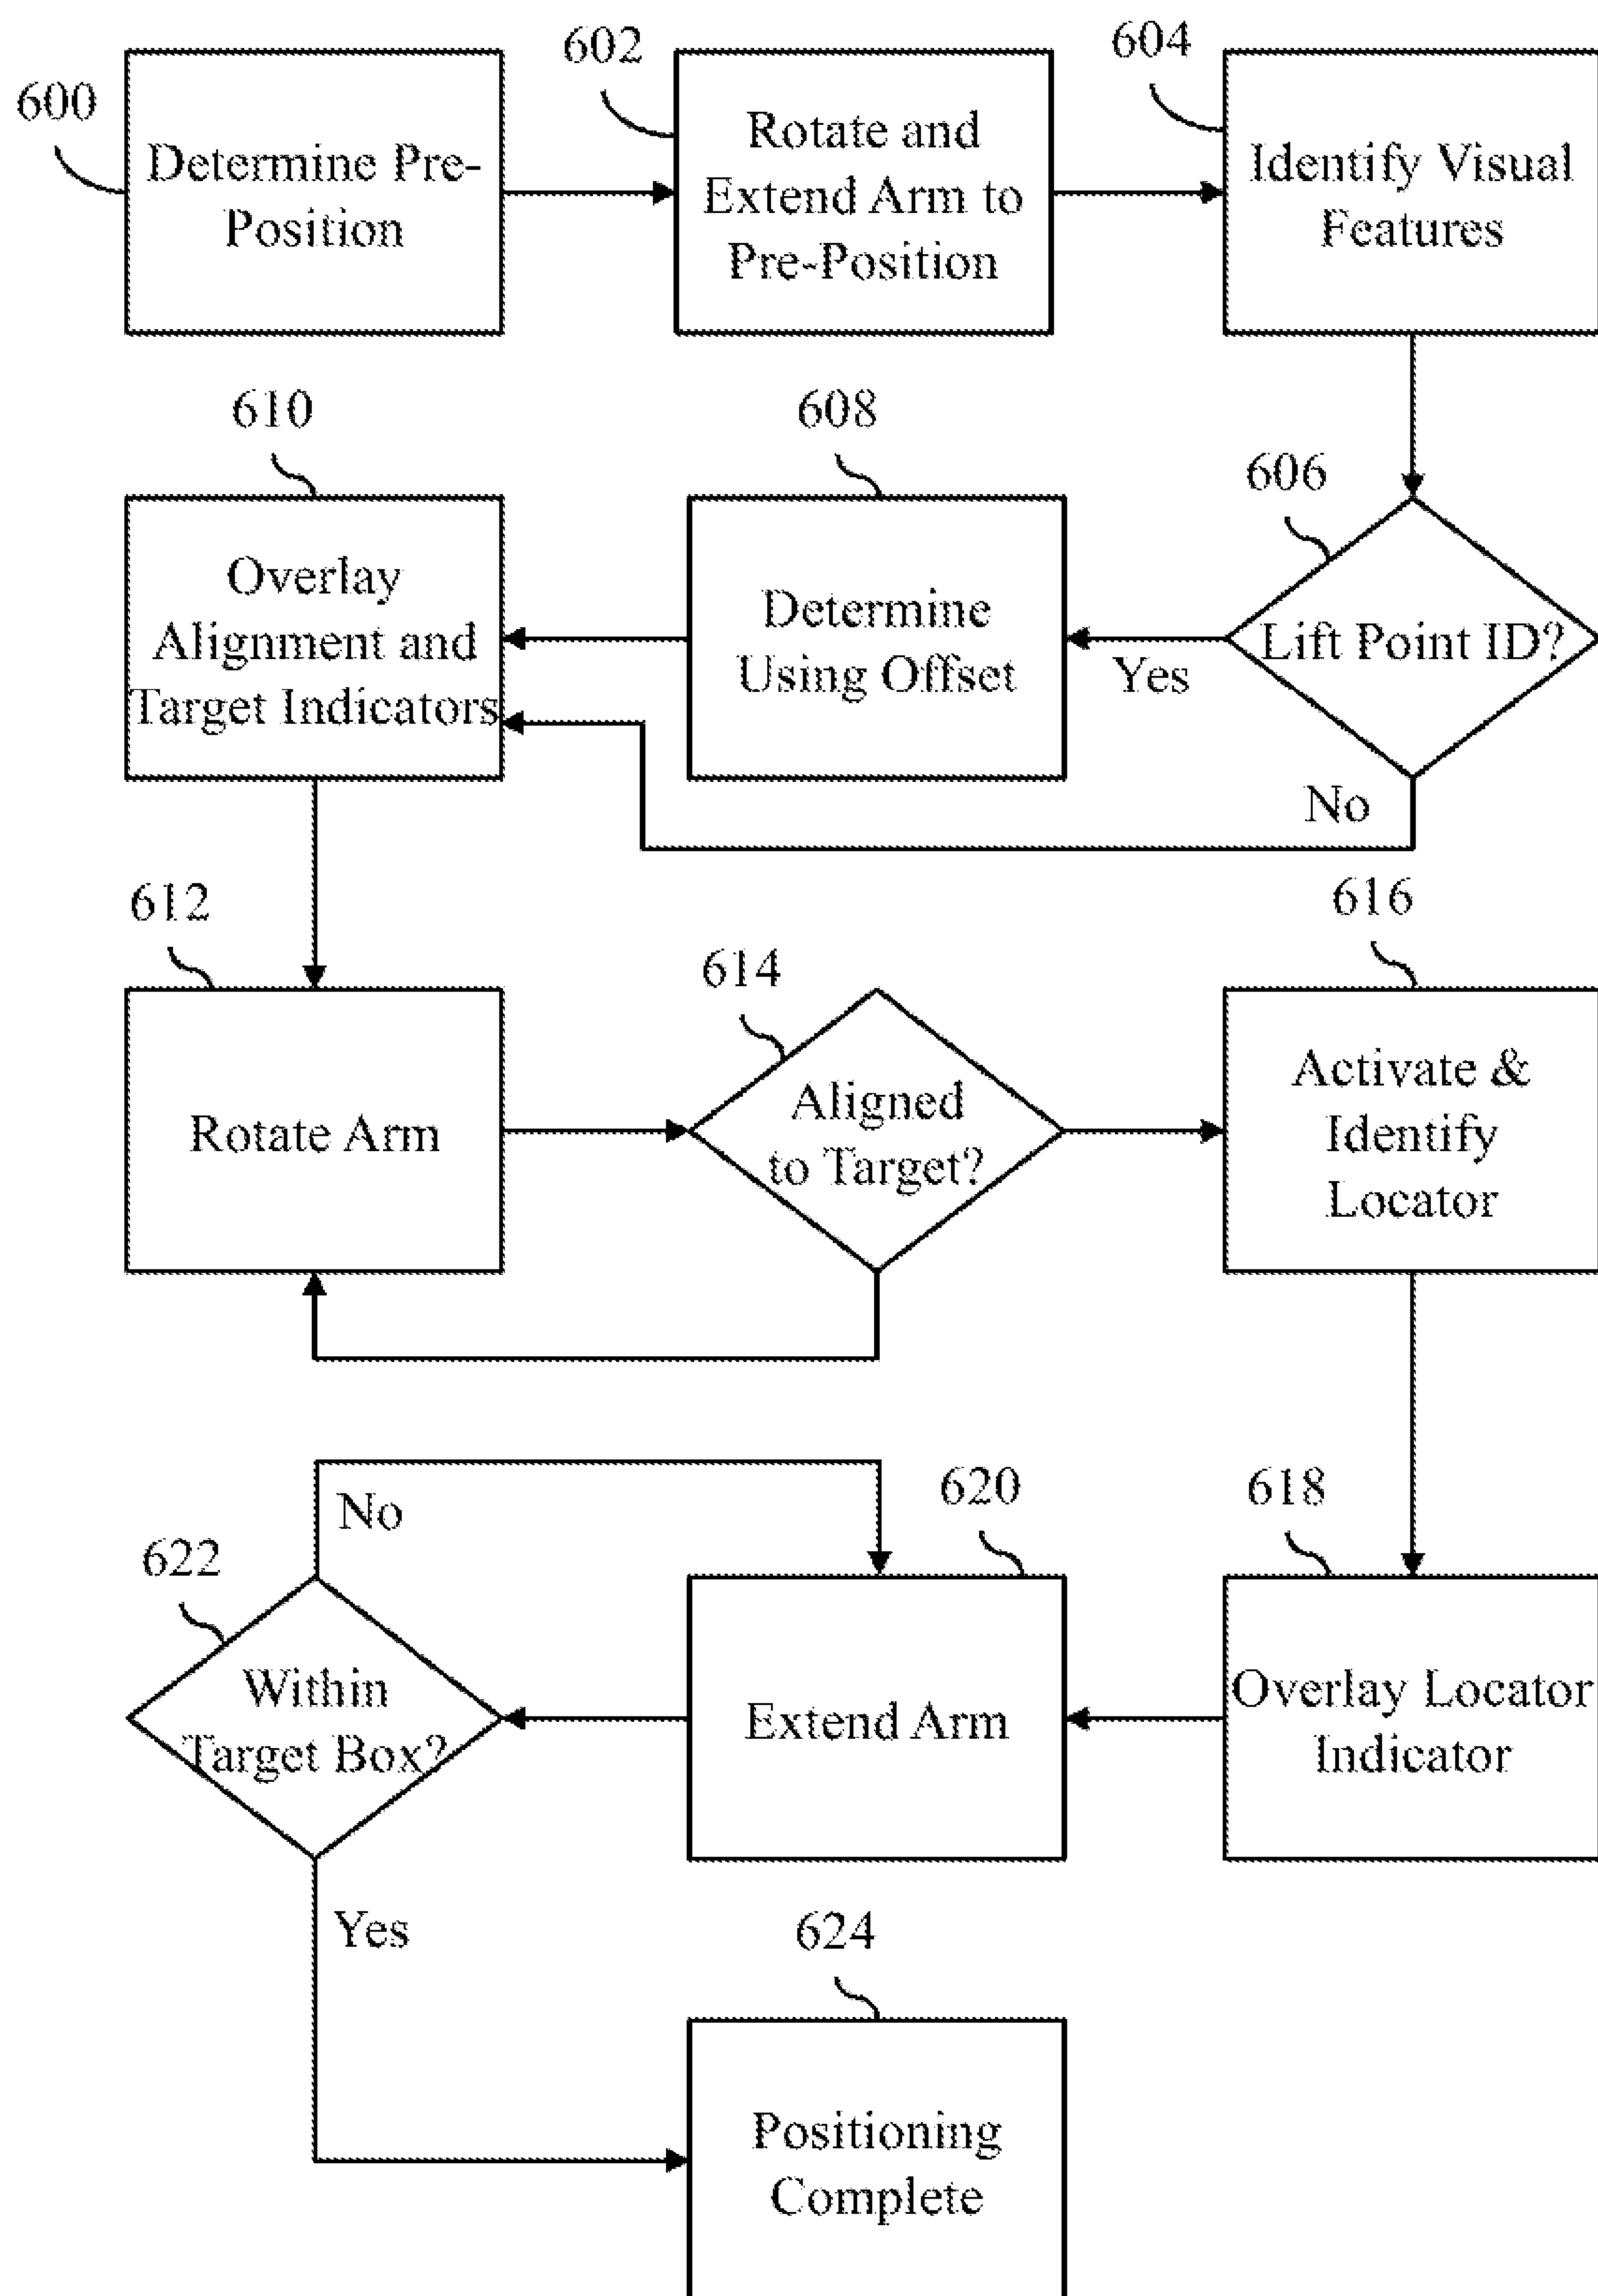 600
Determine Pre-
Position
602
Rotate and
Extend Arm to
Pre-Position
604
Identify Visual
Features
606
Lift Point ID?
Yes
No
608
Determine
Using Offset
610
Overlay
Alignment and
Target Indicators
612
Rotate Arm
614
Aligned
to Target?
616
Activate &
Identify
Locator
618
Overlay Locator
Indicator
620
Extend Arm
622
Within
Target Box?
No
Yes
624
Positioning
Complete